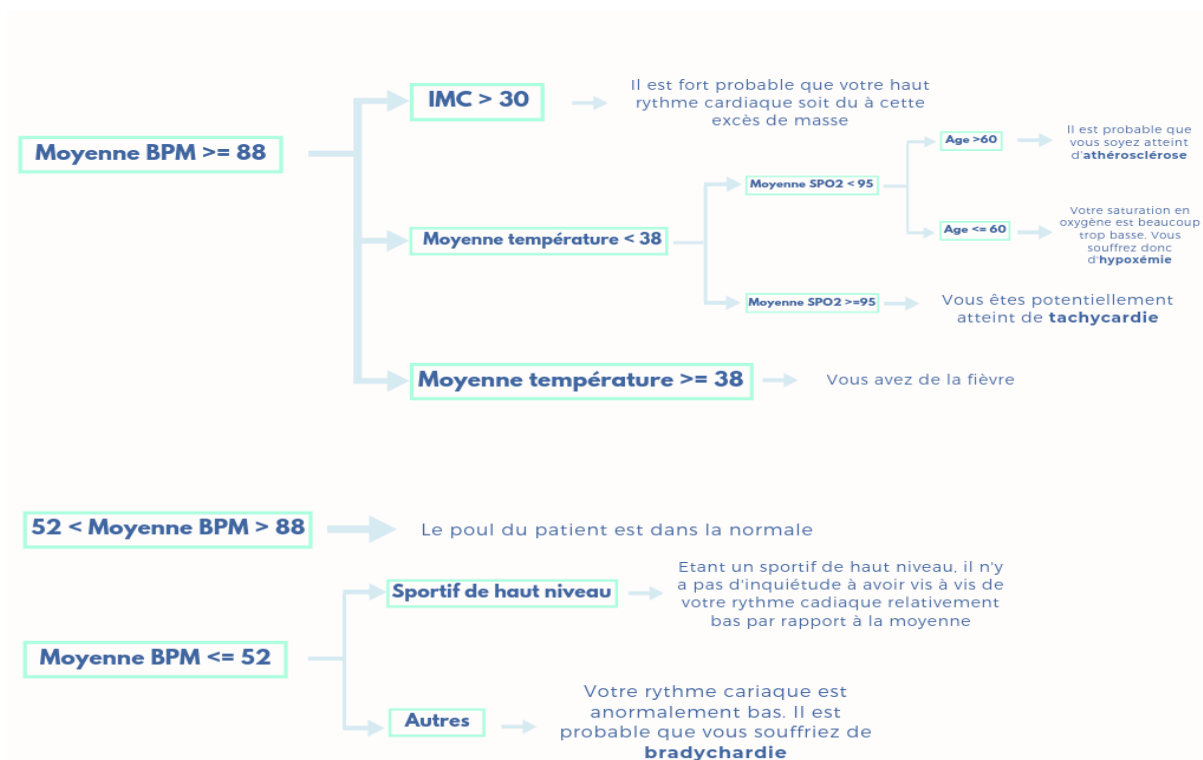 IMC > 30
Il est fort probable que votre haut
rythme cardiaque soit du à cette
excès de masse
Moyenne BPM >= 88
Age >60
Il est probable que
vous soyez atteint
d'athérosclérose
Moyenne SPO2 < 95
Moyenne température < 38
Age <= 60
Votre saturation en
oxygène est beaucoup
trop basse. Vous
souffrez donc
d'hypoxémie
Moyenne SPO2 >=95
Vous êtes potentiellement
atteint de tachycardie
Moyenne température >= 38
Vous avez de la fièvre
52 < Moyenne BPM > 88
Le poul du patient est dans la normale
Sportif de haut niveau
Etant un sportif de haut niveau, il n'y
a pas d'inquiétude à avoir vis à vis de
votre rythme cadiaque relativement
bas par rapport à la moyenne
Moyenne BPM <= 52
Autres
Votre rythme cariaque est
anormalement bas. Il est
probable que vous souffriez de
bradychardie